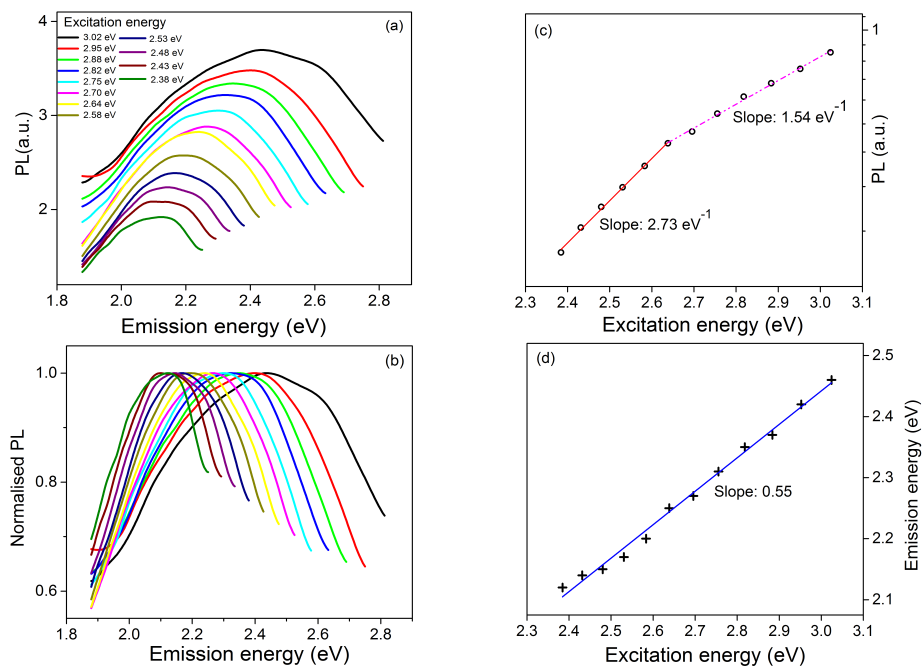 (a)
Excitation energy
3.02 eV
2.95 eV
2.88 eV
2.82 eV
2.75 eV
2.70 eV
2.64 eV
2.58 eV
2.53 eV
2.48 eV
2.43 eV
2.38 eV
4
3
2
PL(a.u.)
1.8 2.0 2.2 2.4 2.6 2.8
Emission energy (eV)
(b)
1.0
0.8
0.6
Normalised PL
1.8 2.0 2.2 2.4 2.6 2.8
Emission energy (eV)
(c)
1
PL (a.u.)
Slope: 1.54 eV-1
Slope: 2.73 eV-1
2.3 2.4 2.5 2.6 2.7 2.8 2.9 3.0 3.1
Excitation energy (eV)
(d)
2.5
2.4
2.3
2.2
2.1
Emission energy (eV)
Slope: 0.55
2.3 2.4 2.5 2.6 2.7 2.8 2.9 3.0 3.1
Excitation energy (eV)